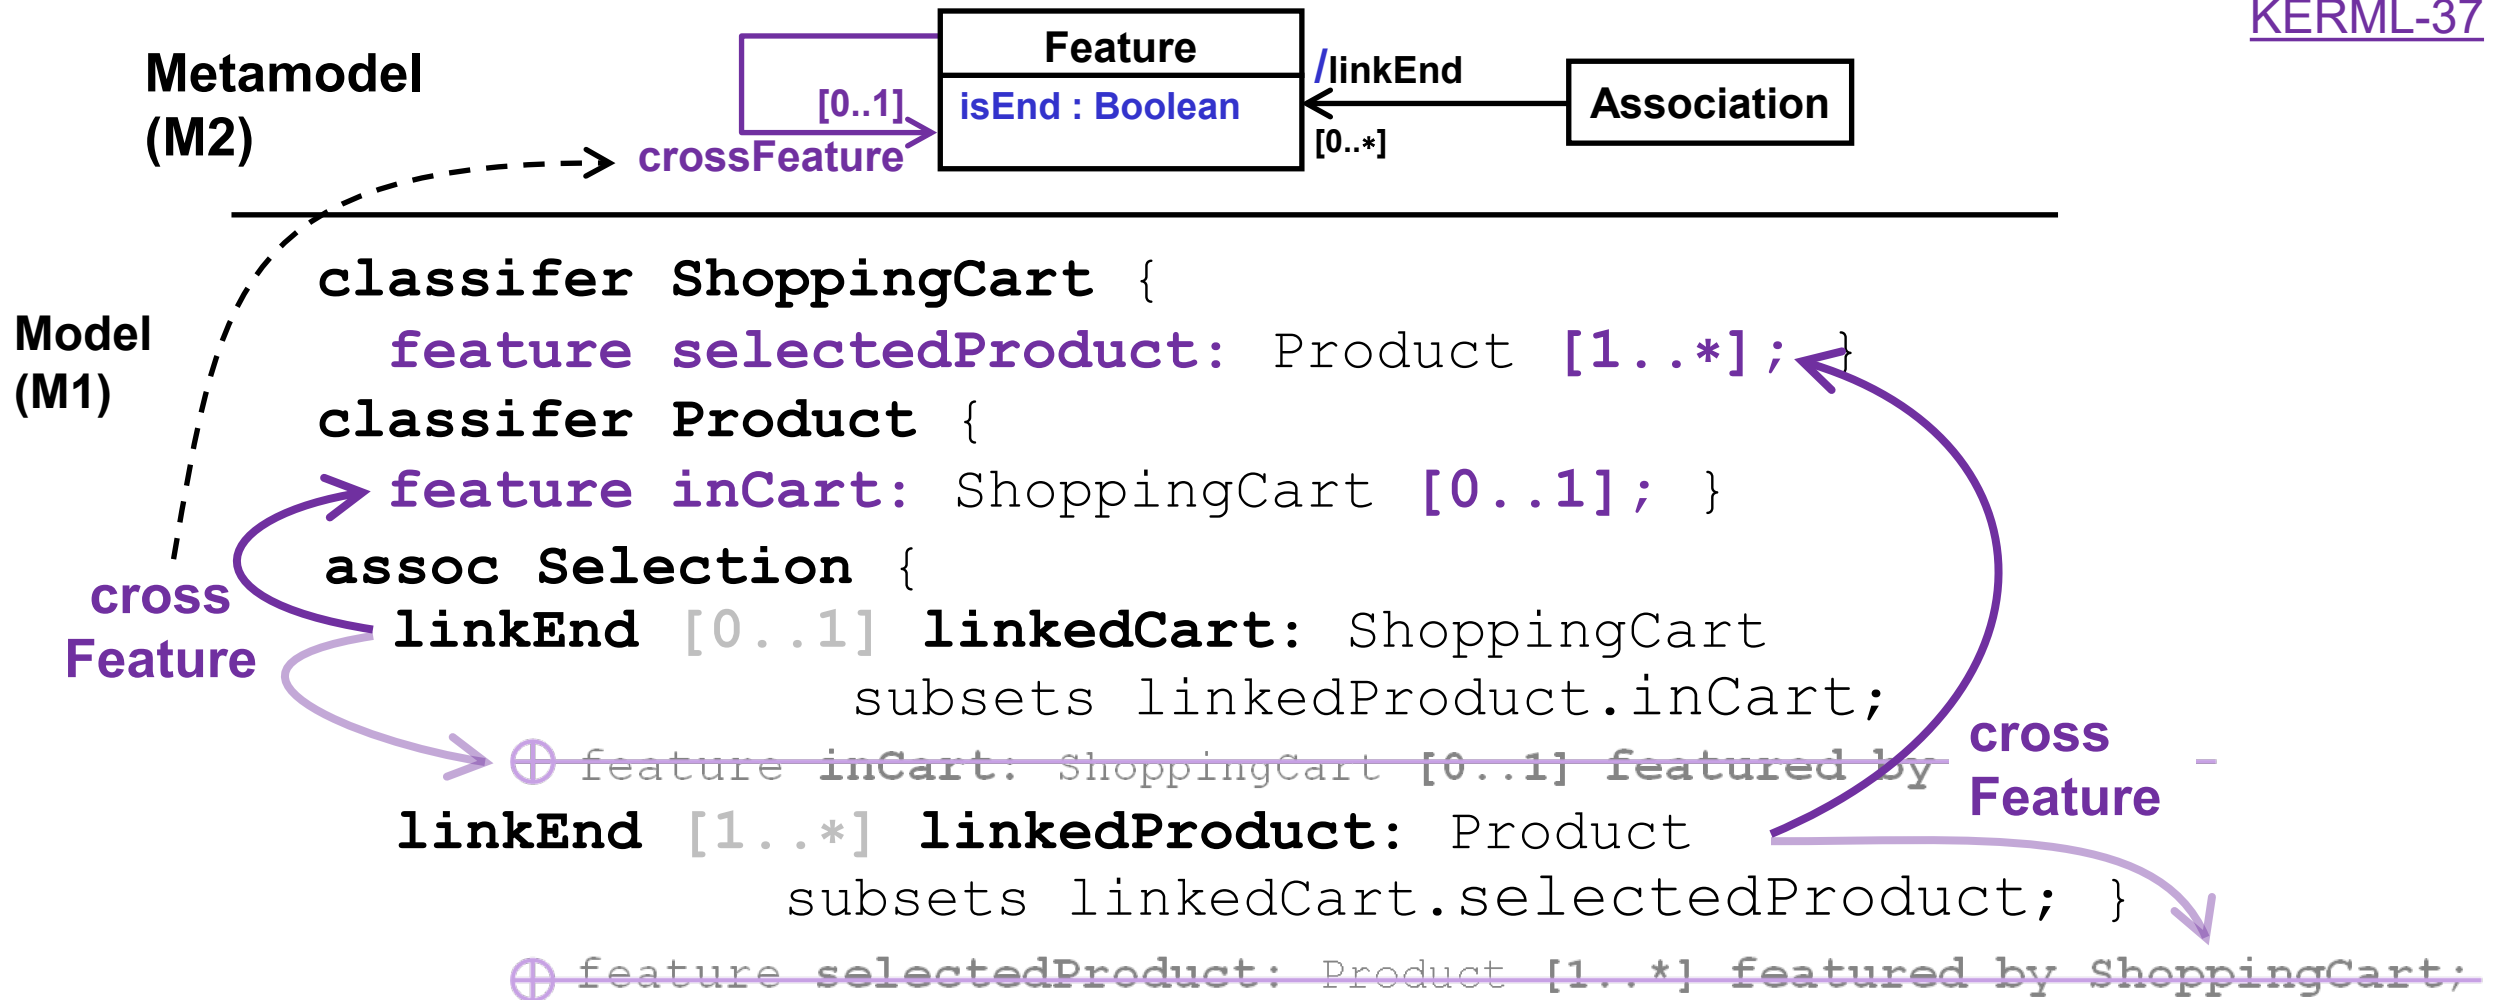 KERML-37
Metamodel
(M2)
Feature
isEnd : Boolean
[0..1]
crossFeature
/linkEnd
[0..*]
Association
Model
(M1)
classifer ShoppingCart {
feature selectedProduct: Product [1..*]; }
classifer Product {
feature inCart: ShoppingCart [0..1]; }
assoc Selection {
cross
Feature
linkEnd [0..1] linkedCart: ShoppingCart
subsets linkedProduct.inCart;
feature inCart: ShoppingCart [0..1] featured by
cross
Feature
linkEnd [1..*] linkedProduct: Product
subsets linkedCart.selectedProduct; }
feature selectedProduct: Product [1..*] featured by ShoppingCart;